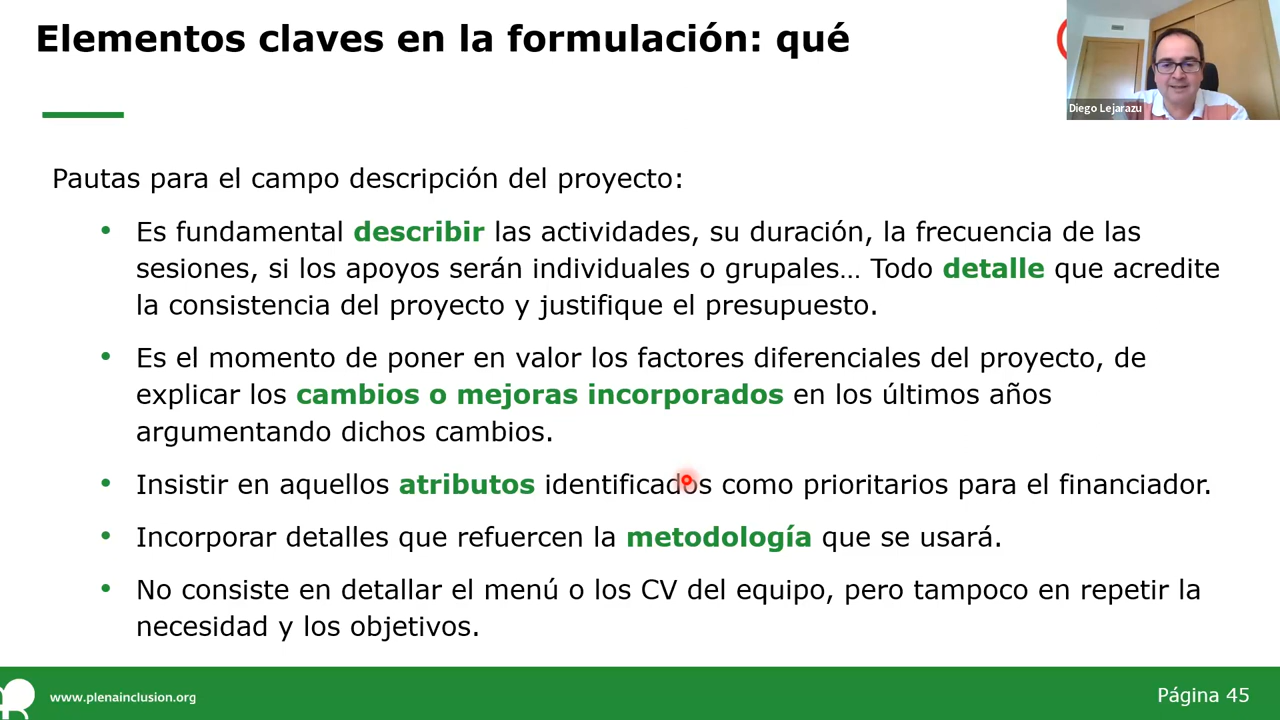 Elementos claves en la formulación: qué
Diego Lejarazu
Pautas para el campo descripción del proyecto:
• Es fundamental describir las actividades, su duración, la frecuencia de las
sesiones, si los apoyos serán individuales o grupales… Todo detalle que acredite
la consistencia del proyecto y justifique el presupuesto.
• Es el momento de poner en valor los factores diferenciales del proyecto, de
explicar los cambios o mejoras incorporados en los últimos años
argumentando dichos cambios.
• Insistir en aquellos atributos identificados como prioritarios para el financiador.
• Incorporar detalles que refuercen la metodología que se usará.
• No consiste en detallar el menú o los CV del equipo, pero tampoco en repetir la
necesidad y los objetivos.
www.plenainclusion.org
Página 45